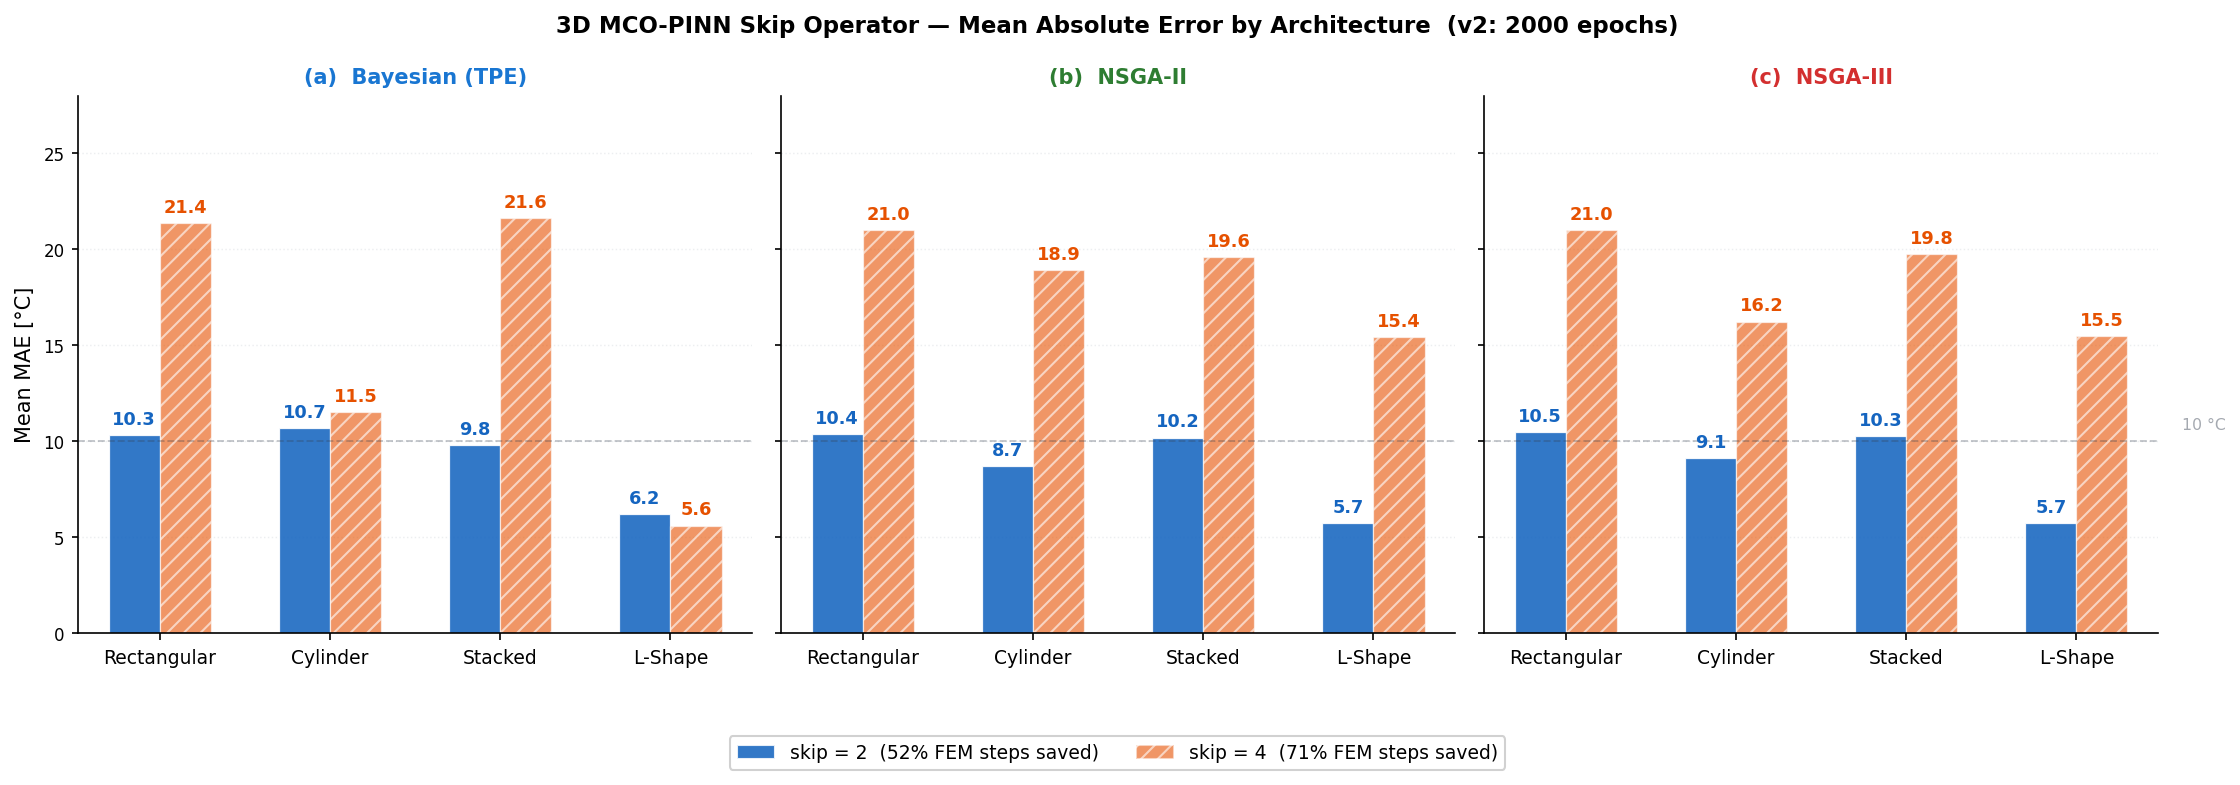 3D MCO-PINN Skip Operator — Mean Absolute Error by Architecture (v2: 2000 epochs)
(a) Bayesian (TPE)
Mean MAE [°C]
25
20
15
10
5
0
21.4
21.6
10.3
10.7
11.5
9.8
6.2
5.6
Rectangular
Cylinder
Stacked
L-Shape
(b) NSGA-II
21.0
18.9
19.6
15.4
10.4
8.7
10.2
5.7
Rectangular
Cylinder
Stacked
L-Shape
(c) NSGA-III
21.0
16.2
19.8
15.5
10.5
9.1
10.3
5.7
10 °C
Rectangular
Cylinder
Stacked
L-Shape
skip = 2 (52% FEM steps saved)
skip = 4 (71% FEM steps saved)